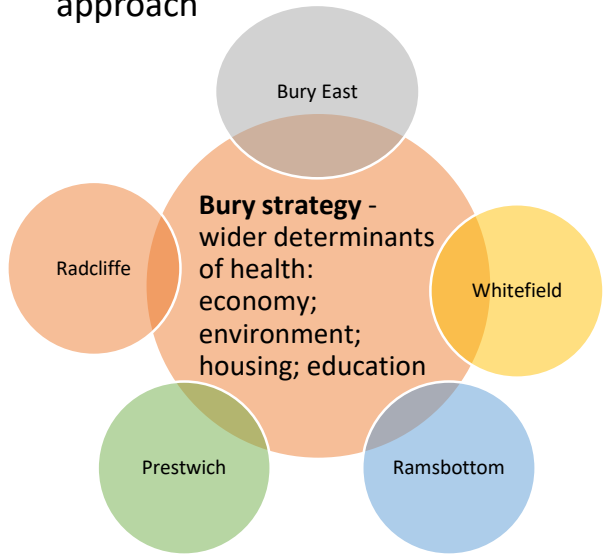 approach
Bury East
Bury strategy -
wider determinants
of health:
economy;
environment;
housing; education
Radcliffe
Whitefield
Prestwich
Ramsbottom